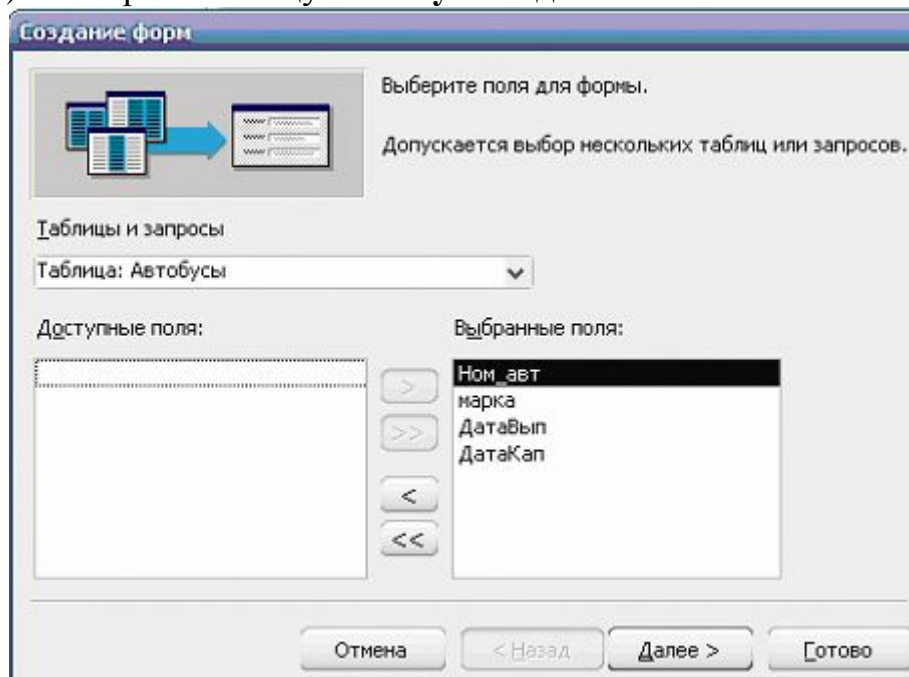 Создание форм
Выберите поля для формы.
Допускается выбор нескольких таблиц или запросов.
Таблицы и запросы
Таблица: Автобусы
Доступные поля:
Выбранные поля:
Ном_авт
марка
ДатаВып
ДатаКап
>
>>
<
<<
Отмена
< Назад
Далее >
Готово